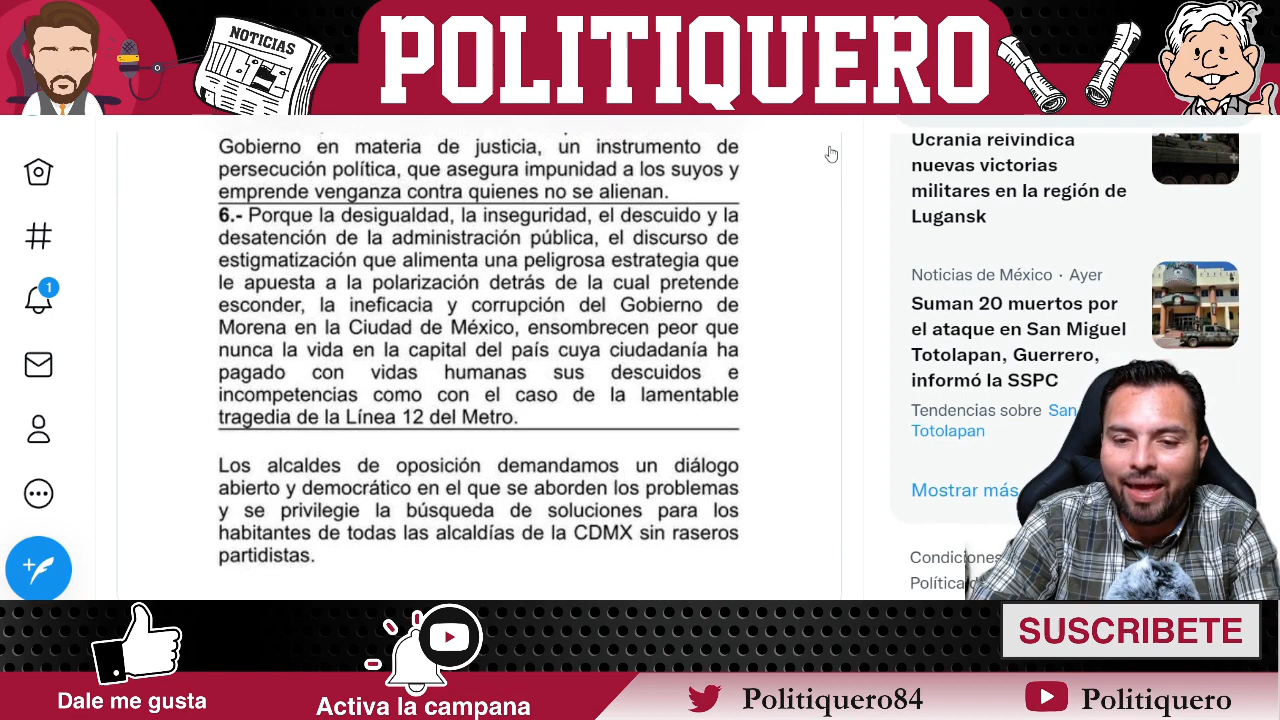 NOTICIAS
POLITIQUERO
Gobierno en materia de justicia, un instrumento de
persecución política, que asegura impunidad a los suyos y
emprende venganza contra quienes no se alienan.
6.- Porque la desigualdad, la inseguridad, el descuido y la
desatención de la administración pública, el discurso de
estigmatización que alimenta una peligrosa estrategia que
le apuesta a la polarización detrás de la cual pretende
esconder, la ineficacia y corrupción del Gobierno de
Morena en la Ciudad de México, ensombrecen peor que
nunca la vida en la capital del país cuya ciudadanía ha
pagado con vidas humanas sus descuidos e
incompetencias como con el caso de la lamentable
tragedia de la Línea 12 del Metro.
Los alcaldes de oposición demandamos un diálogo
abierto y democrático en el que se aborden los problemas
y se privilegie la búsqueda de soluciones para los
habitantes de todas las alcaldías de la CDMX sin raseros
partidistas.
1
Ucrania reivindica
nuevas victorias
militares en la región de
Lugansk
Noticias de México · Ayer
Suman 20 muertos por
el ataque en San Miguel
Totolapan, Guerrero,
informó la SSPC
Tendencias sobre San
Totolapan
Mostrar más
Condiciones
Política
SUSCRIBETE
Dale me gusta
Activa la campana
Politiquero84
Politiquero